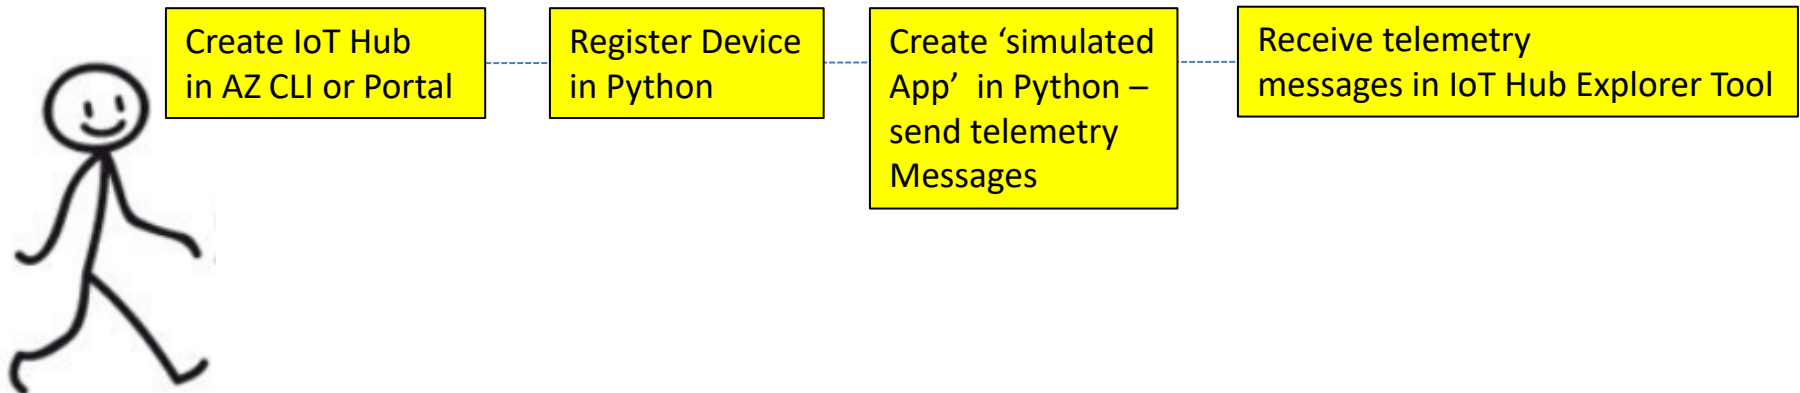 Create IoT Hub
in AZ CLI or Portal
Register Device
in Python
Create ‘simulated
App’ in Python –
send telemetry
Messages
Receive telemetry
messages in IoT Hub Explorer Tool